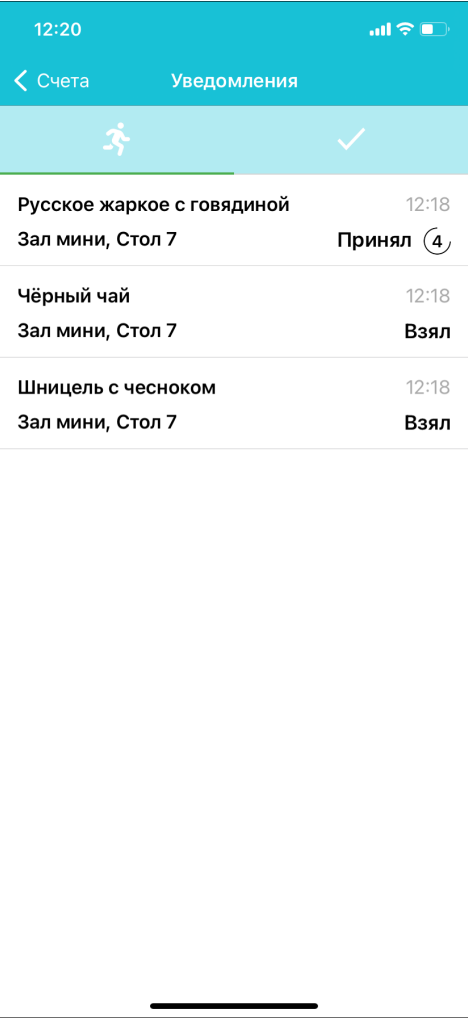 12:20
Счета Уведомления
Русское жаркое с говядиной 12:18
Зал мини, Стол 7 Принял 4
Чёрный чай 12:18
Зал мини, Стол 7 Взял
Шницель с чесноком 12:18
Зал мини, Стол 7 Взял